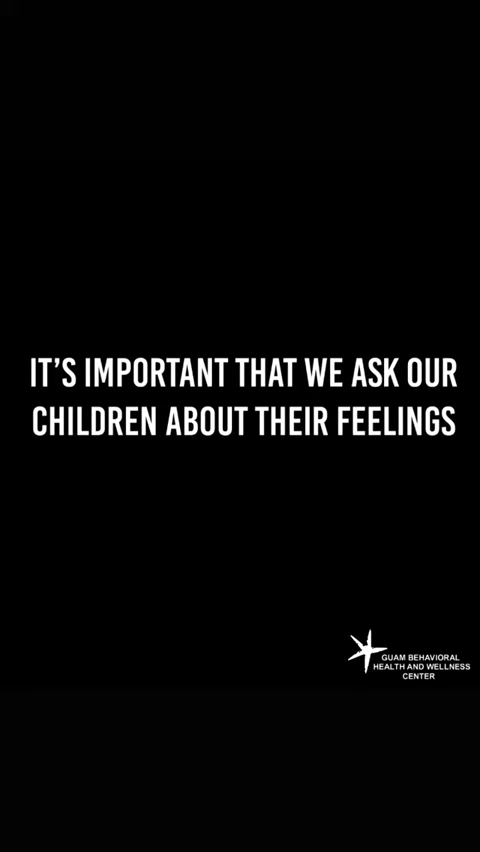 IT'S IMPORTANT THAT WE ASK OUR
CHILDREN ABOUT THEIR FEELINGS
GUAM BEHAVIORAL
HEALTH AND WELLNESS
CENTER